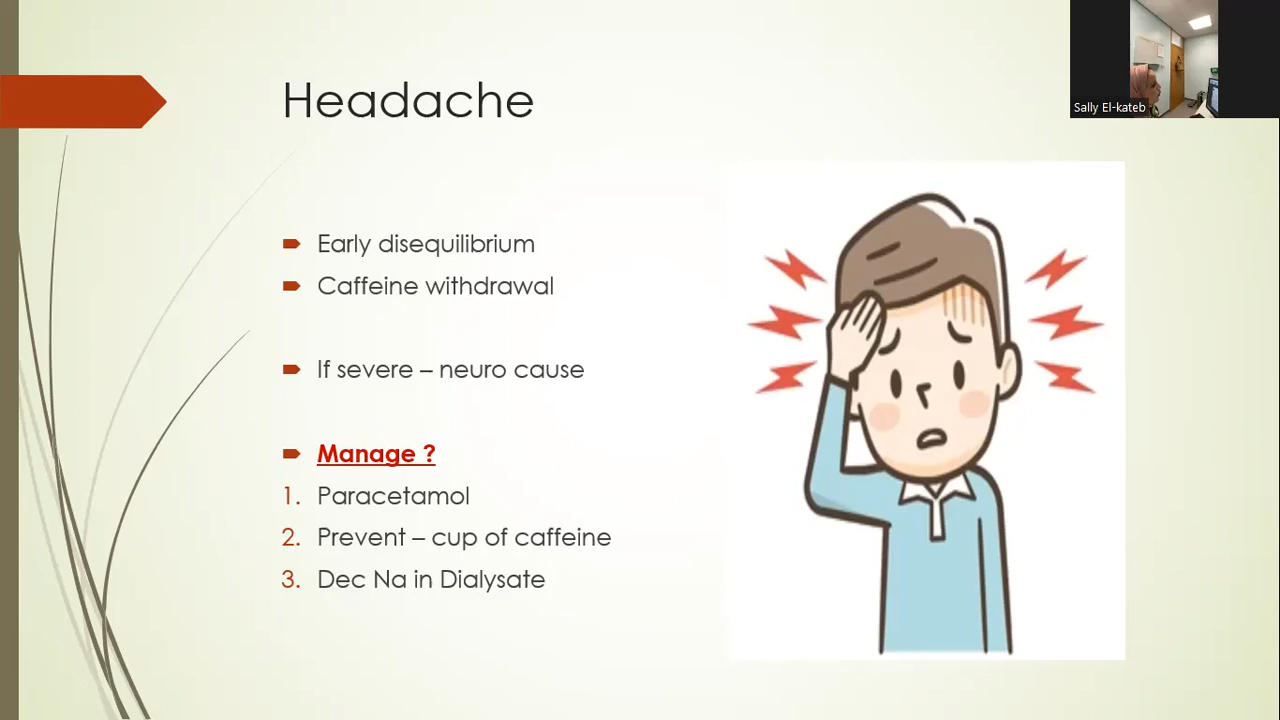 Headache
Sally El-kateb
Early disequilibrium
Caffeine withdrawal
If severe – neuro cause
Manage ?
1. Paracetamol
2. Prevent – cup of caffeine
3. Dec Na in Dialysate